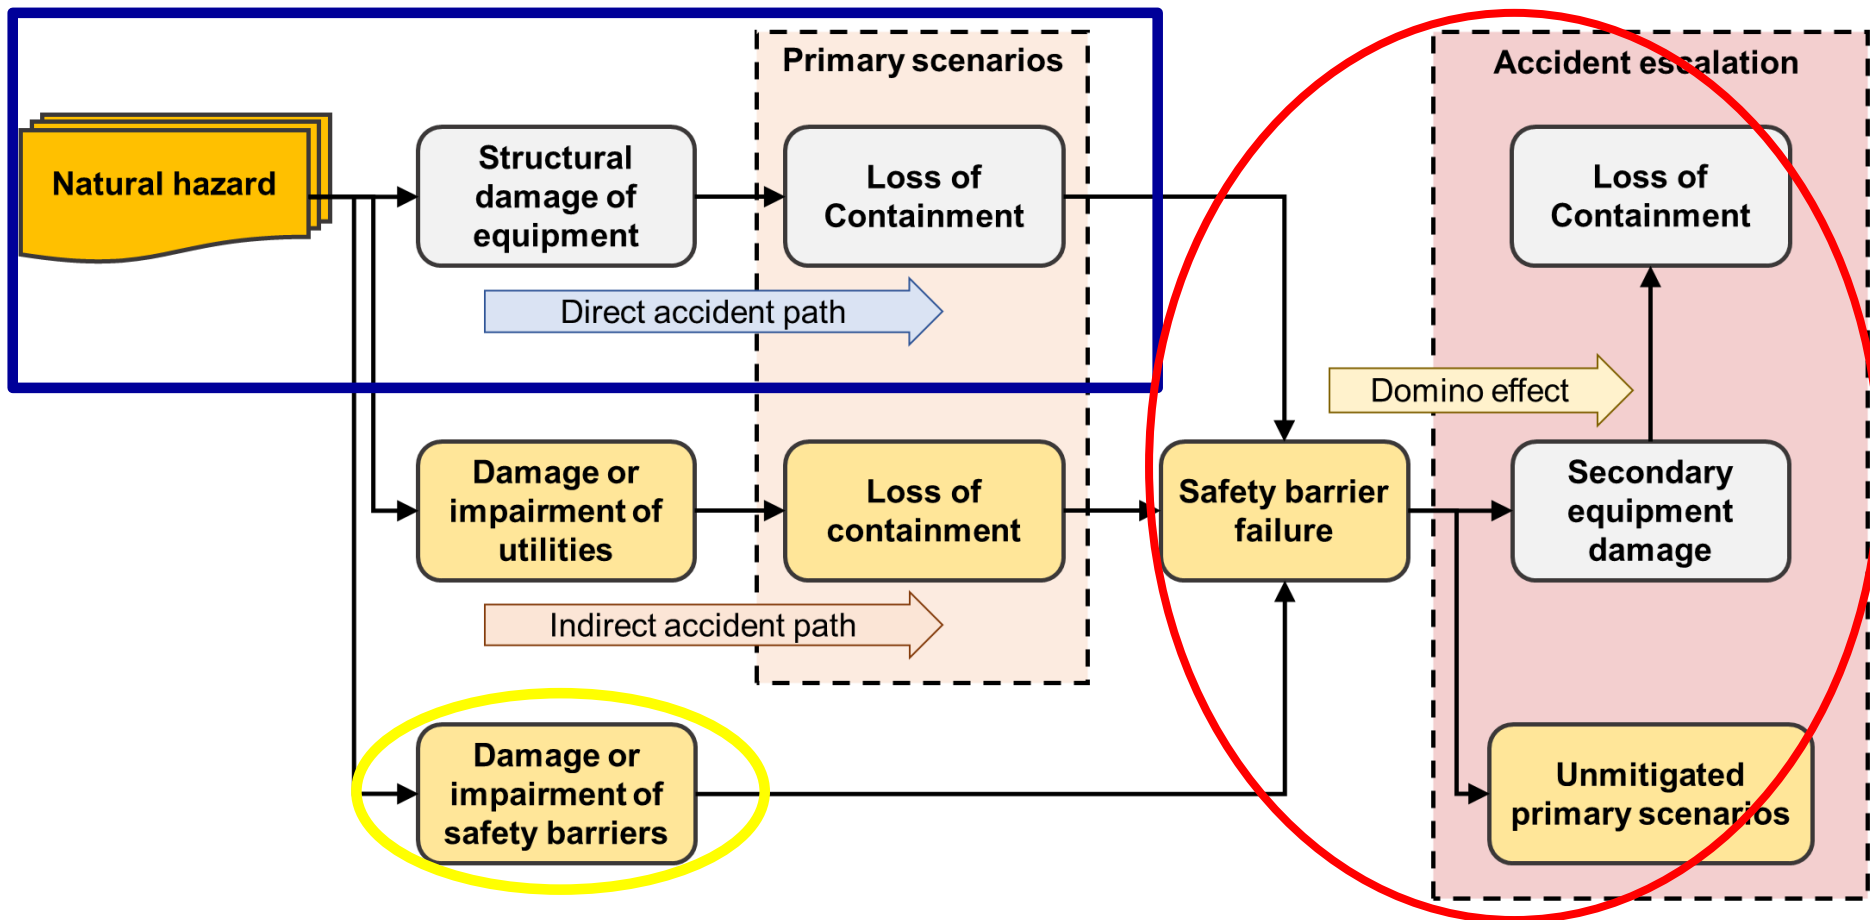 Primary scenarios
Accident escalation
Natural hazard
Structural
damage of
equipment
Loss of
Containment
Loss of
Containment
Direct accident path
Domino effect
Damage or
impairment of
utilities
Loss of
containment
Safety barrier
failure
Secondary
equipment
damage
Indirect accident path
Damage or
impairment of
safety barriers
Unmitigated
primary scenarios